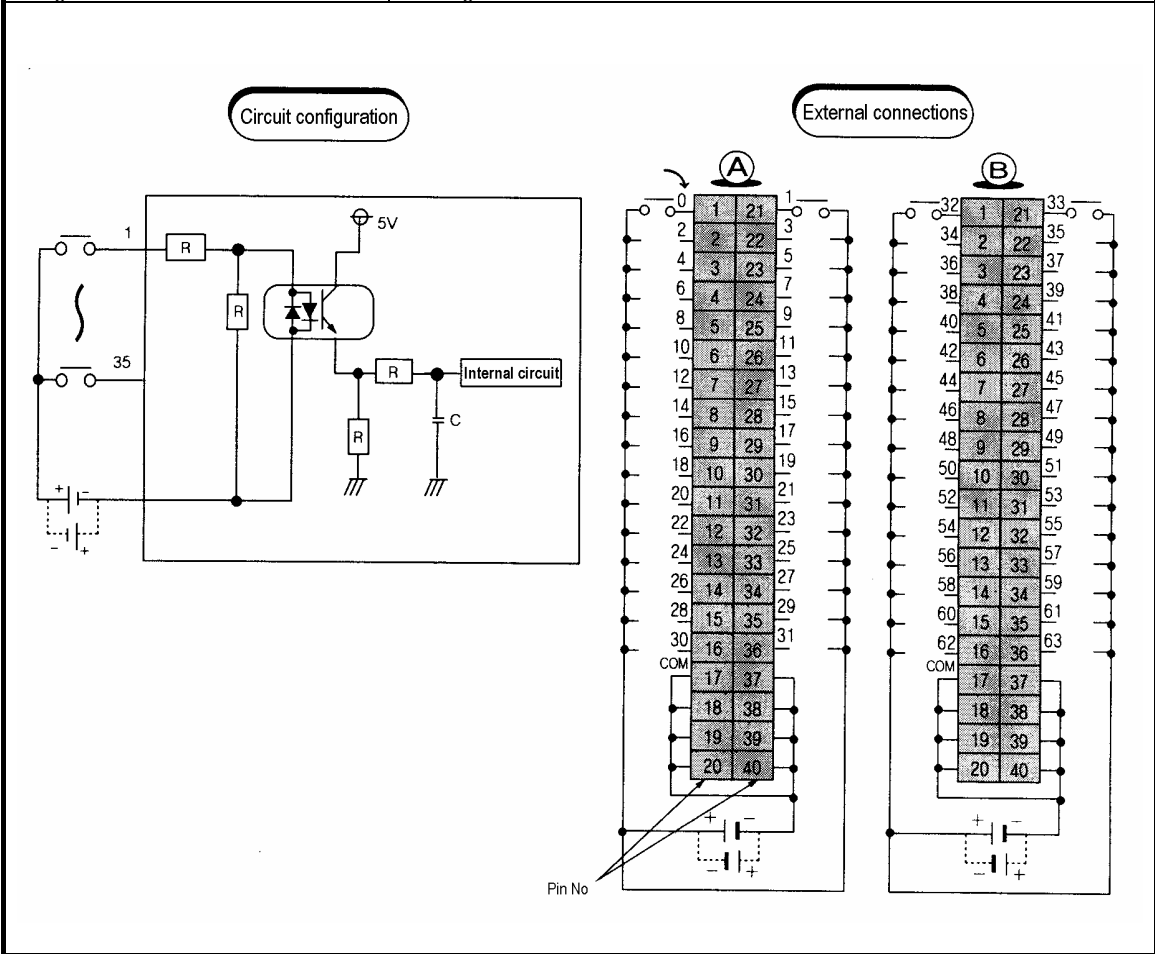 Circuit configuration
1
R
5V
R
35
R
Internal circuit
R
C
+ -
- +
External connections
A
0 1 21 1
2 2 22 3
4 3 23 5
6 4 24 7
8 5 25 9
10 6 26 11
12 7 27 13
14 8 28 15
16 9 29 17
18 10 30 19
20 11 31 21
22 12 32 23
24 13 33 25
26 14 34 27
28 15 35 29
30 16 36 31
COM 17 37
18 38
19 39
20 40
+ -
- +
Pin No
B
32 1 21 33
34 2 22 35
36 3 23 37
38 4 24 39
40 5 25 41
42 6 26 43
44 7 27 45
46 8 28 47
48 9 29 49
50 10 30 51
52 11 31 53
54 12 32 55
56 13 33 57
58 14 34 59
60 15 35 61
62 16 36 63
COM 17 37
18 38
19 39
20 40
+ -
- +